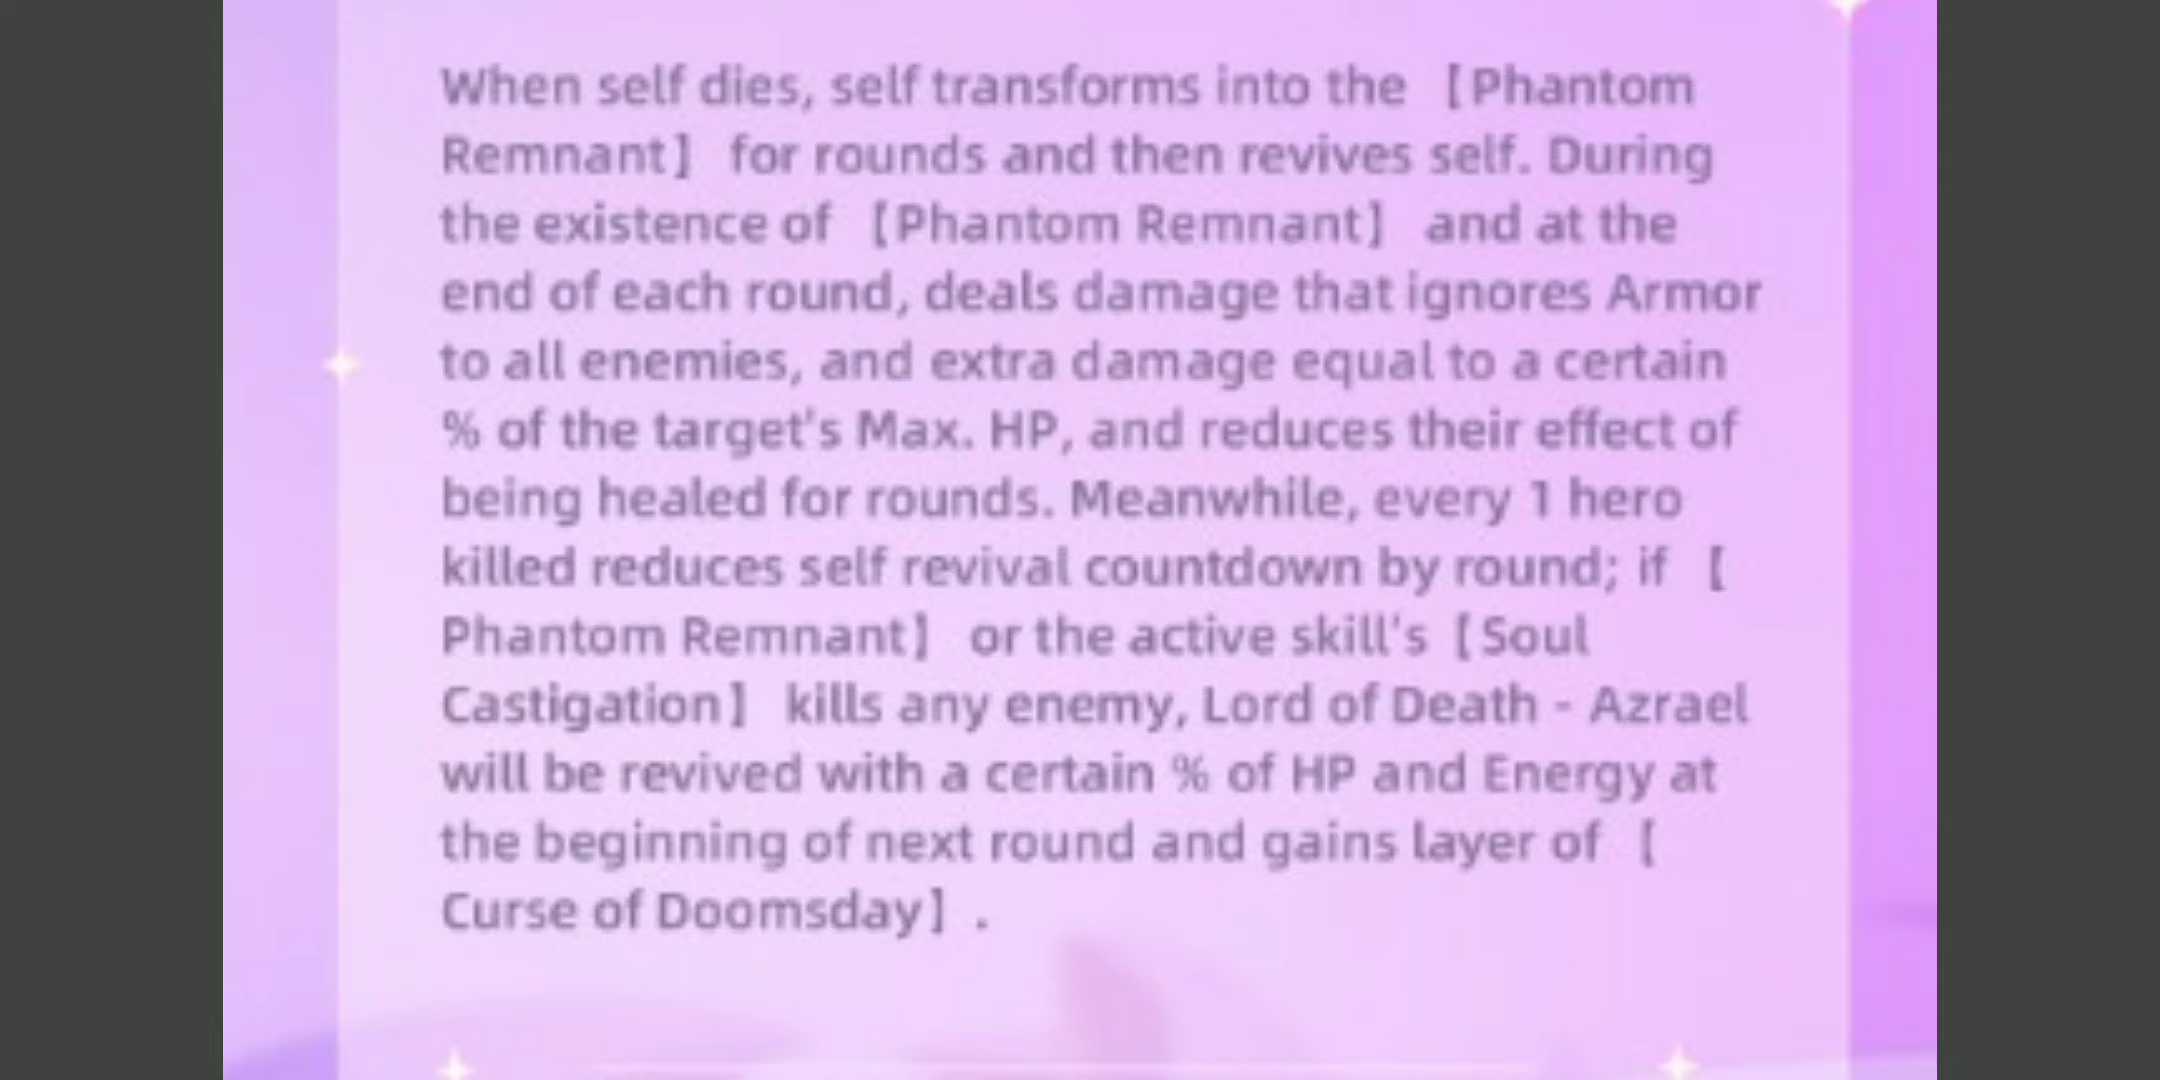 When self dies, self transforms into the [Phantom
Remnant] for rounds and then revives self. During
the existence of [Phantom Remnant] and at the
end of each round, deals damage that ignores Armor
to all enemies, and extra damage equal to a certain
% of the target's Max. HP, and reduces their effect of
being healed for rounds. Meanwhile, every 1 hero
killed reduces self revival countdown by round; if [
Phantom Remnant] or the active skill's [Soul
Castigation] kills any enemy, Lord of Death - Azrael
will be revived with a certain % of HP and Energy at
the beginning of next round and gains layer of [
Curse of Doomsday] .